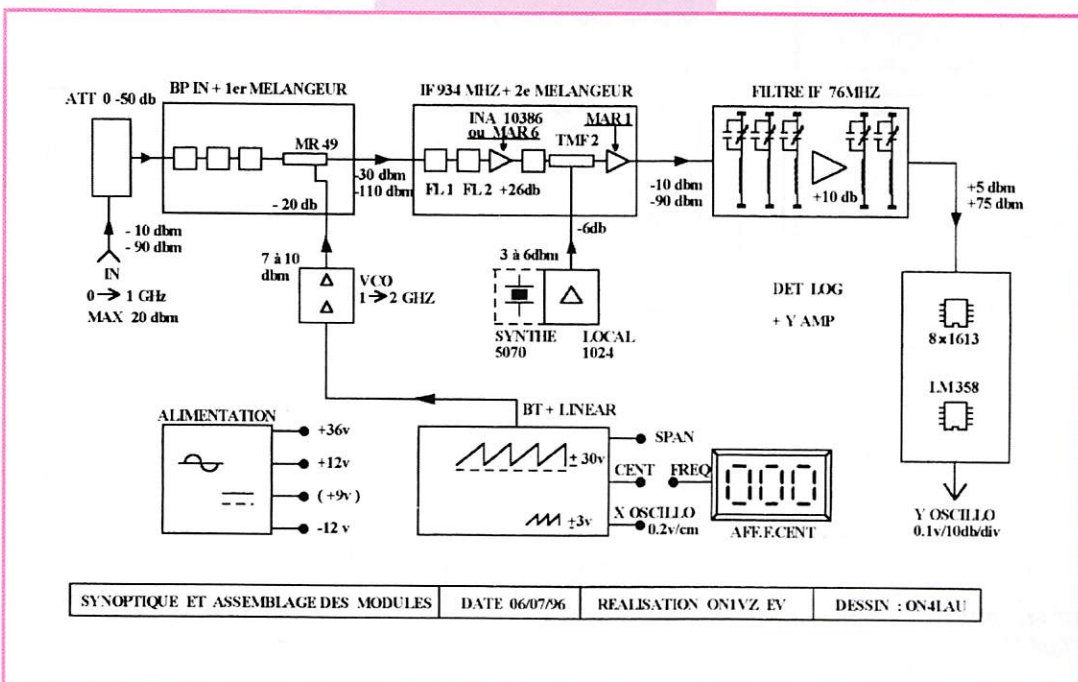 ATT 0 -50 db
BP IN + 1er MELANGEUR
MR 49
- 20 db
-30 dbm
-110 dbm
IF 934 MHZ + 2e MELANGEUR
INA 10386
ou MAR 6
MAR 1
TMF 2
FL 1 FL 2 +26db
-6db
-10 dbm
-90 dbm
FILTRE IF 76MHZ
+10 db
+5 dbm
+75 dbm
- 10 dbm
- 90 dbm
IN
0 → 1 GHz
MAX 20 dbm
7 à 10
dbm
VCO
1 → 2 GHZ
3 à 6dbm
SYNTHE
5070
LOCAL
1024
DET LOG
+ Y AMP
8×1613
LM358
Y OSCILLO
0.1v/10db/div
ALIMENTATION
+36v
+12v
( +9v )
-12 v
BT + LINEAR
± 30v
±3v
SPAN
CENT FREQ
X OSCILLO
0.2v/cm
000
AFF.F.CENT
SYNOPTIQUE ET ASSEMBLAGE DES MODULES
DATE 06/07/96
REALISATION ON1VZ EV
DESSIN : ON4LAU